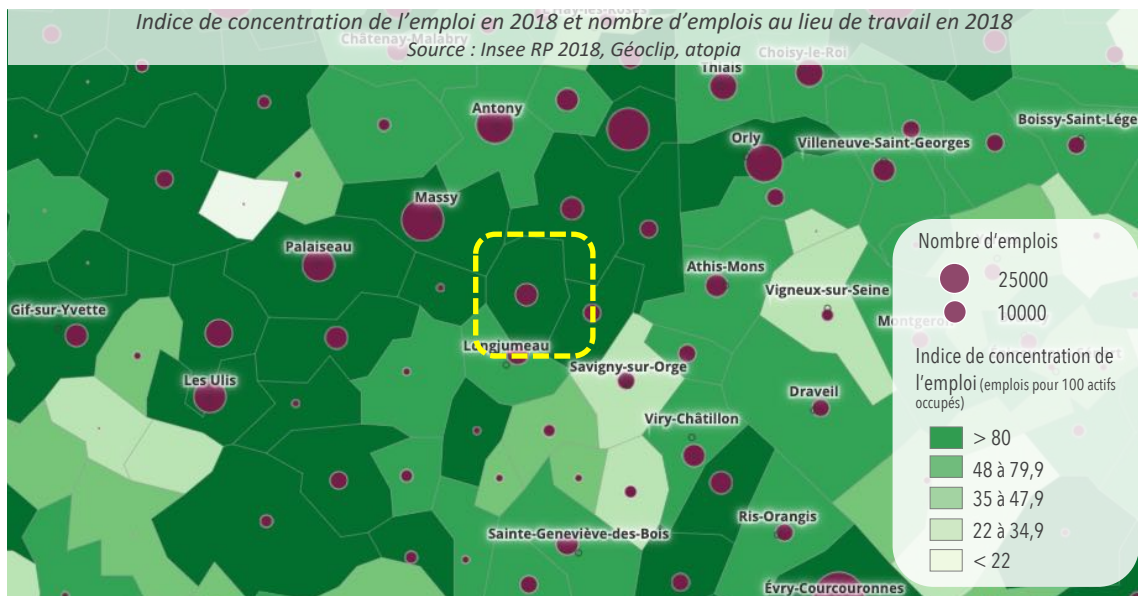 Indice de concentration de l'emploi en 2018 et nombre d'emplois au lieu de travail en 2018
Source : Insee RP 2018, Géoclip, atopia
Châtenay-Malabry
Choisy-le-Roi
Thiais
Antony
Boissy-Saint-Lége
Orly
Villeneuve-Saint-Georges
Massy
Palaiseau
Athis-Mons
Vigneux-sur-Seine
Gif-sur-Yvette
Montgeron
Longjumeau
Savigny-sur-Orge
Les Ulis
Draveil
Viry-Châtillon
Ris-Orangis
Sainte-Geneviève-des-Bois
Évry-Courcouronnes
Nombre d'emplois
25000
10000
Indice de concentration de
l'emploi (emplois pour 100 actifs
occupés)
> 80
48 à 79,9
35 à 47,9
22 à 34,9
< 22